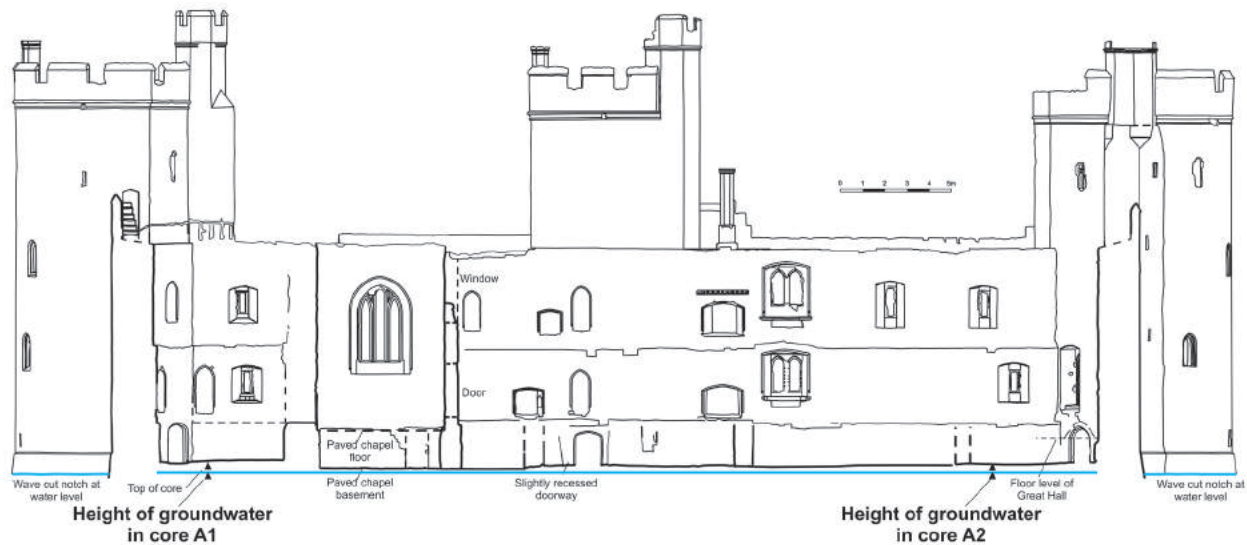 0 1 2 3 4 5m
Window
Door
Paved chapel
floor
Wave cut notch at
water level
Top of core
Paved chapel
basement
Slightly recessed
doorway
Floor level of
Great Hall
Wave cut notch at
water level
Height of groundwater
in core A1
Height of groundwater
in core A2